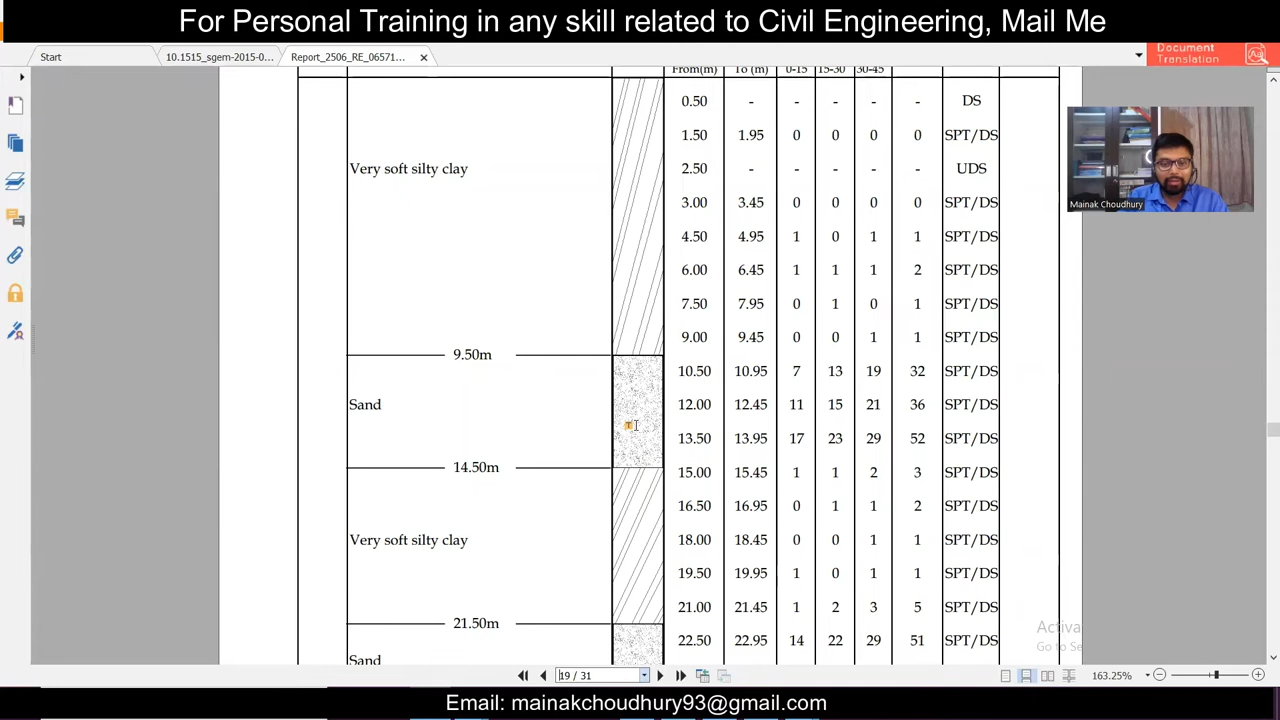 For Personal Training in any skill related to Civil Engineering, Mail Me
Start
10.1515_sgem-2015-0...
Report_2506_RE_06571...
Document
Translation
From(m) To (m) 0-15 15-30 30-45
0.50 - - - - - DS
1.50 1.95 0 0 0 0 SPT/DS
Very soft silty clay 2.50 - - - - - UDS
Mainak Choudhury
3.00 3.45 0 0 0 0 SPT/DS
4.50 4.95 1 0 1 1 SPT/DS
6.00 6.45 1 1 1 2 SPT/DS
7.50 7.95 0 1 0 1 SPT/DS
9.00 9.45 0 0 1 1 SPT/DS
9.50m
10.50 10.95 7 13 19 32 SPT/DS
Sand 12.00 12.45 11 15 21 36 SPT/DS
13.50 13.95 17 23 29 52 SPT/DS
14.50m 15.00 15.45 1 1 2 3 SPT/DS
16.50 16.95 0 1 1 2 SPT/DS
Very soft silty clay 18.00 18.45 0 0 1 1 SPT/DS
19.50 19.95 1 0 1 1 SPT/DS
21.00 21.45 1 2 3 5 SPT/DS
21.50m
22.50 22.95 14 22 29 51 SPT/DS
Activa
Go to Se
Sand
19 / 31
163.25%
Email: mainakchoudhury93@gmail.com